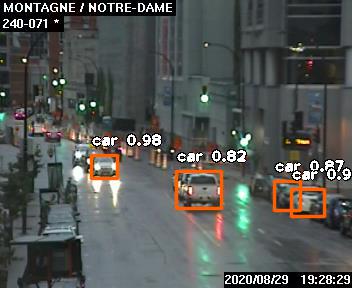 MONTAGNE / NOTRE-DAME
240-071 *
car 0.98
car 0.82
car 0.87
car 0.9
2020/08/29 19:28:29